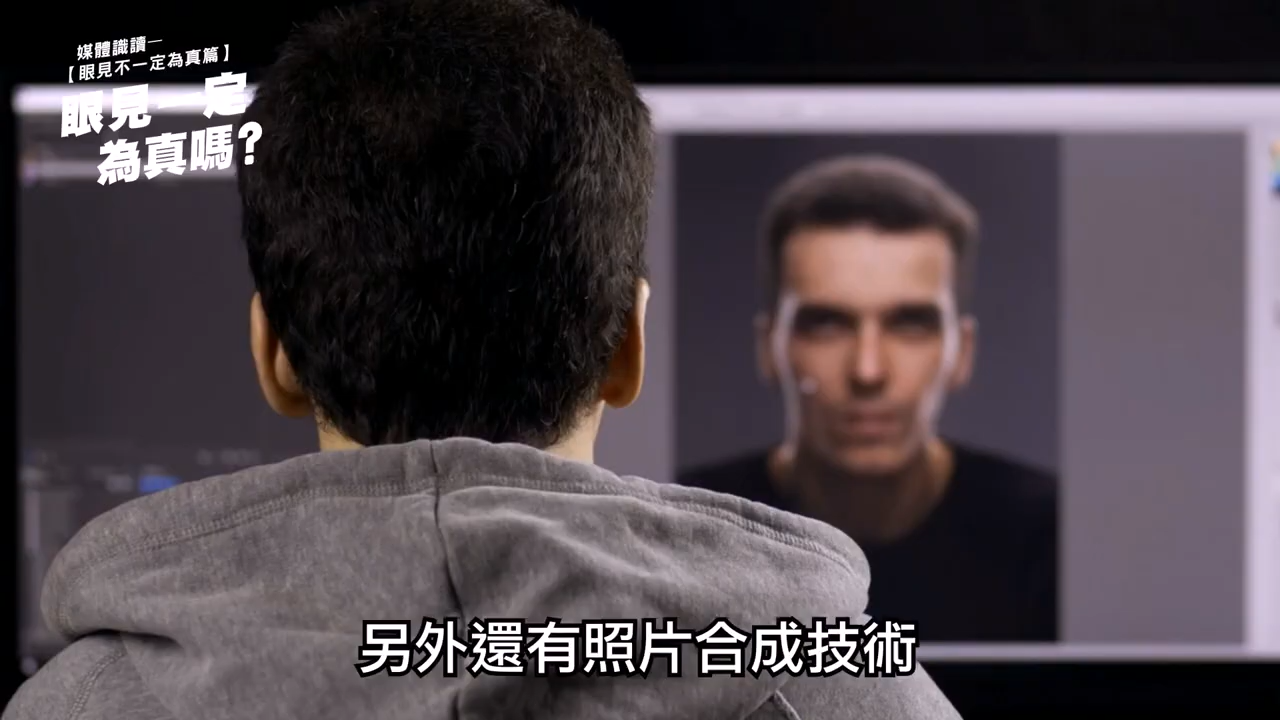 媒體識讀—
【眼見不一定為真篇】
眼見一定
為真嗎?
另外還有照片合成技術